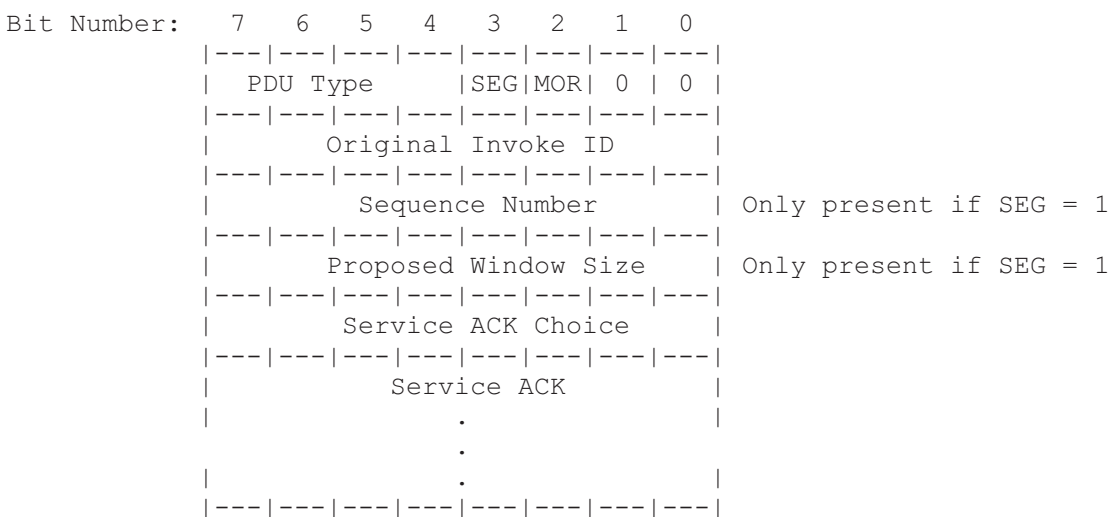 Bit Number: 7 6 5 4 3 2 1 0
|---|---|---|---|---|---|---|---|
| PDU Type |SEG|MOR| 0 | 0 |
|---|---|---|---|---|---|---|---|
| Original Invoke ID |
|---|---|---|---|---|---|---|---|
| Sequence Number | Only present if SEG = 1
|---|---|---|---|---|---|---|---|
| Proposed Window Size | Only present if SEG = 1
|---|---|---|---|---|---|---|---|
| Service ACK Choice |
|---|---|---|---|---|---|---|---|
| Service ACK |
| . |
.
| . |
|---|---|---|---|---|---|---|---|